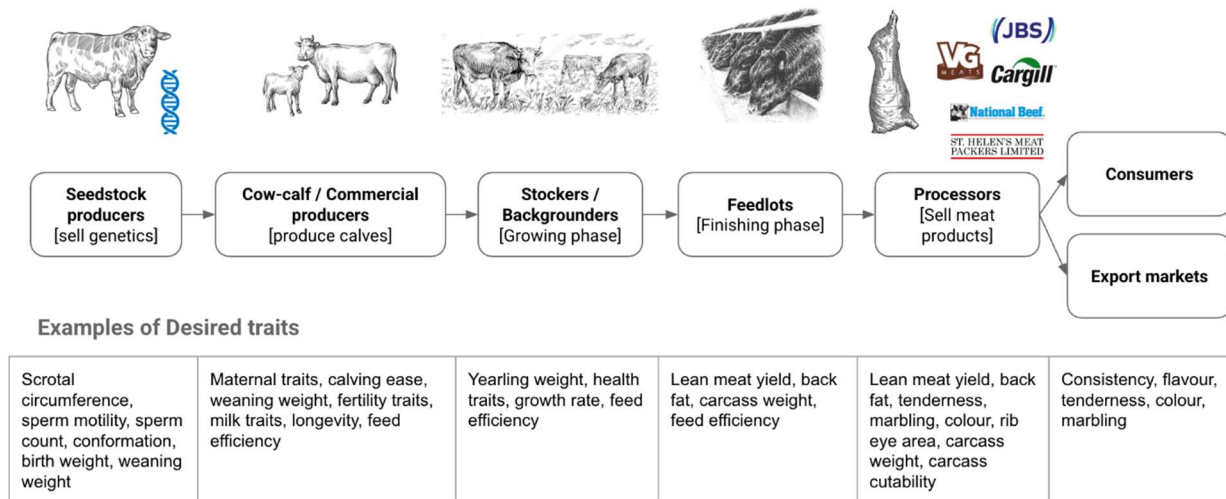 JBS
VG
MEATS
Cargill
National Beef
ST. HELEN'S MEAT
PACKERS LIMITED
Seedstock
producers
[sell genetics]
Cow-calf / Commercial
producers
[produce calves]
Stockers /
Backgrounders
[Growing phase]
Feedlots
[Finishing phase]
Processors
[Sell meat
products]
Consumers
Export markets
Examples of Desired traits
Scrotal
circumference,
sperm motility, sperm
count, conformation,
birth weight, weaning
weight
Maternal traits, calving ease,
weaning weight, fertility traits,
milk traits, longevity, feed
efficiency
Yearling weight, health
traits, growth rate, feed
efficiency
Lean meat yield, back
fat, carcass weight,
feed efficiency
Lean meat yield, back
fat, tenderness,
marbling, colour, rib
eye area, carcass
weight, carcass
cutability
Consistency, flavour,
tenderness, colour,
marbling